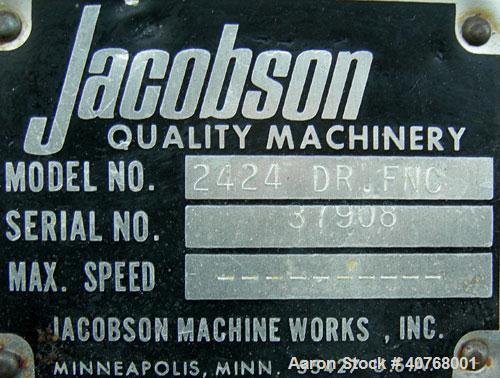 Jacobson
QUALITY MACHINERY
MODEL NO. 2424 DR.FNC
SERIAL NO. 37908
MAX. SPEED ----------
JACOBSON MACHINE WORKS , INC.
MINNEAPOLIS, MINN.
Aaron Stock #40768001